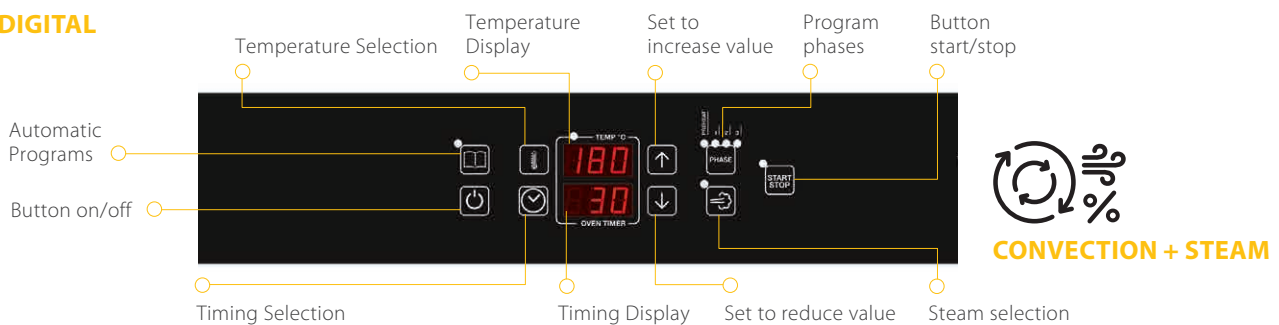 DIGITAL
Temperature Selection
Temperature
Display
Set to
increase value
Program
phases
Button
start/stop
Automatic
Programs
Button on/off
TEMP °C
180
30
OVEN TIMER
PREHEAT
1
2
3
PHASE
START
STOP
CONVECTION + STEAM
Timing Selection
Timing Display
Set to reduce value
Steam selection